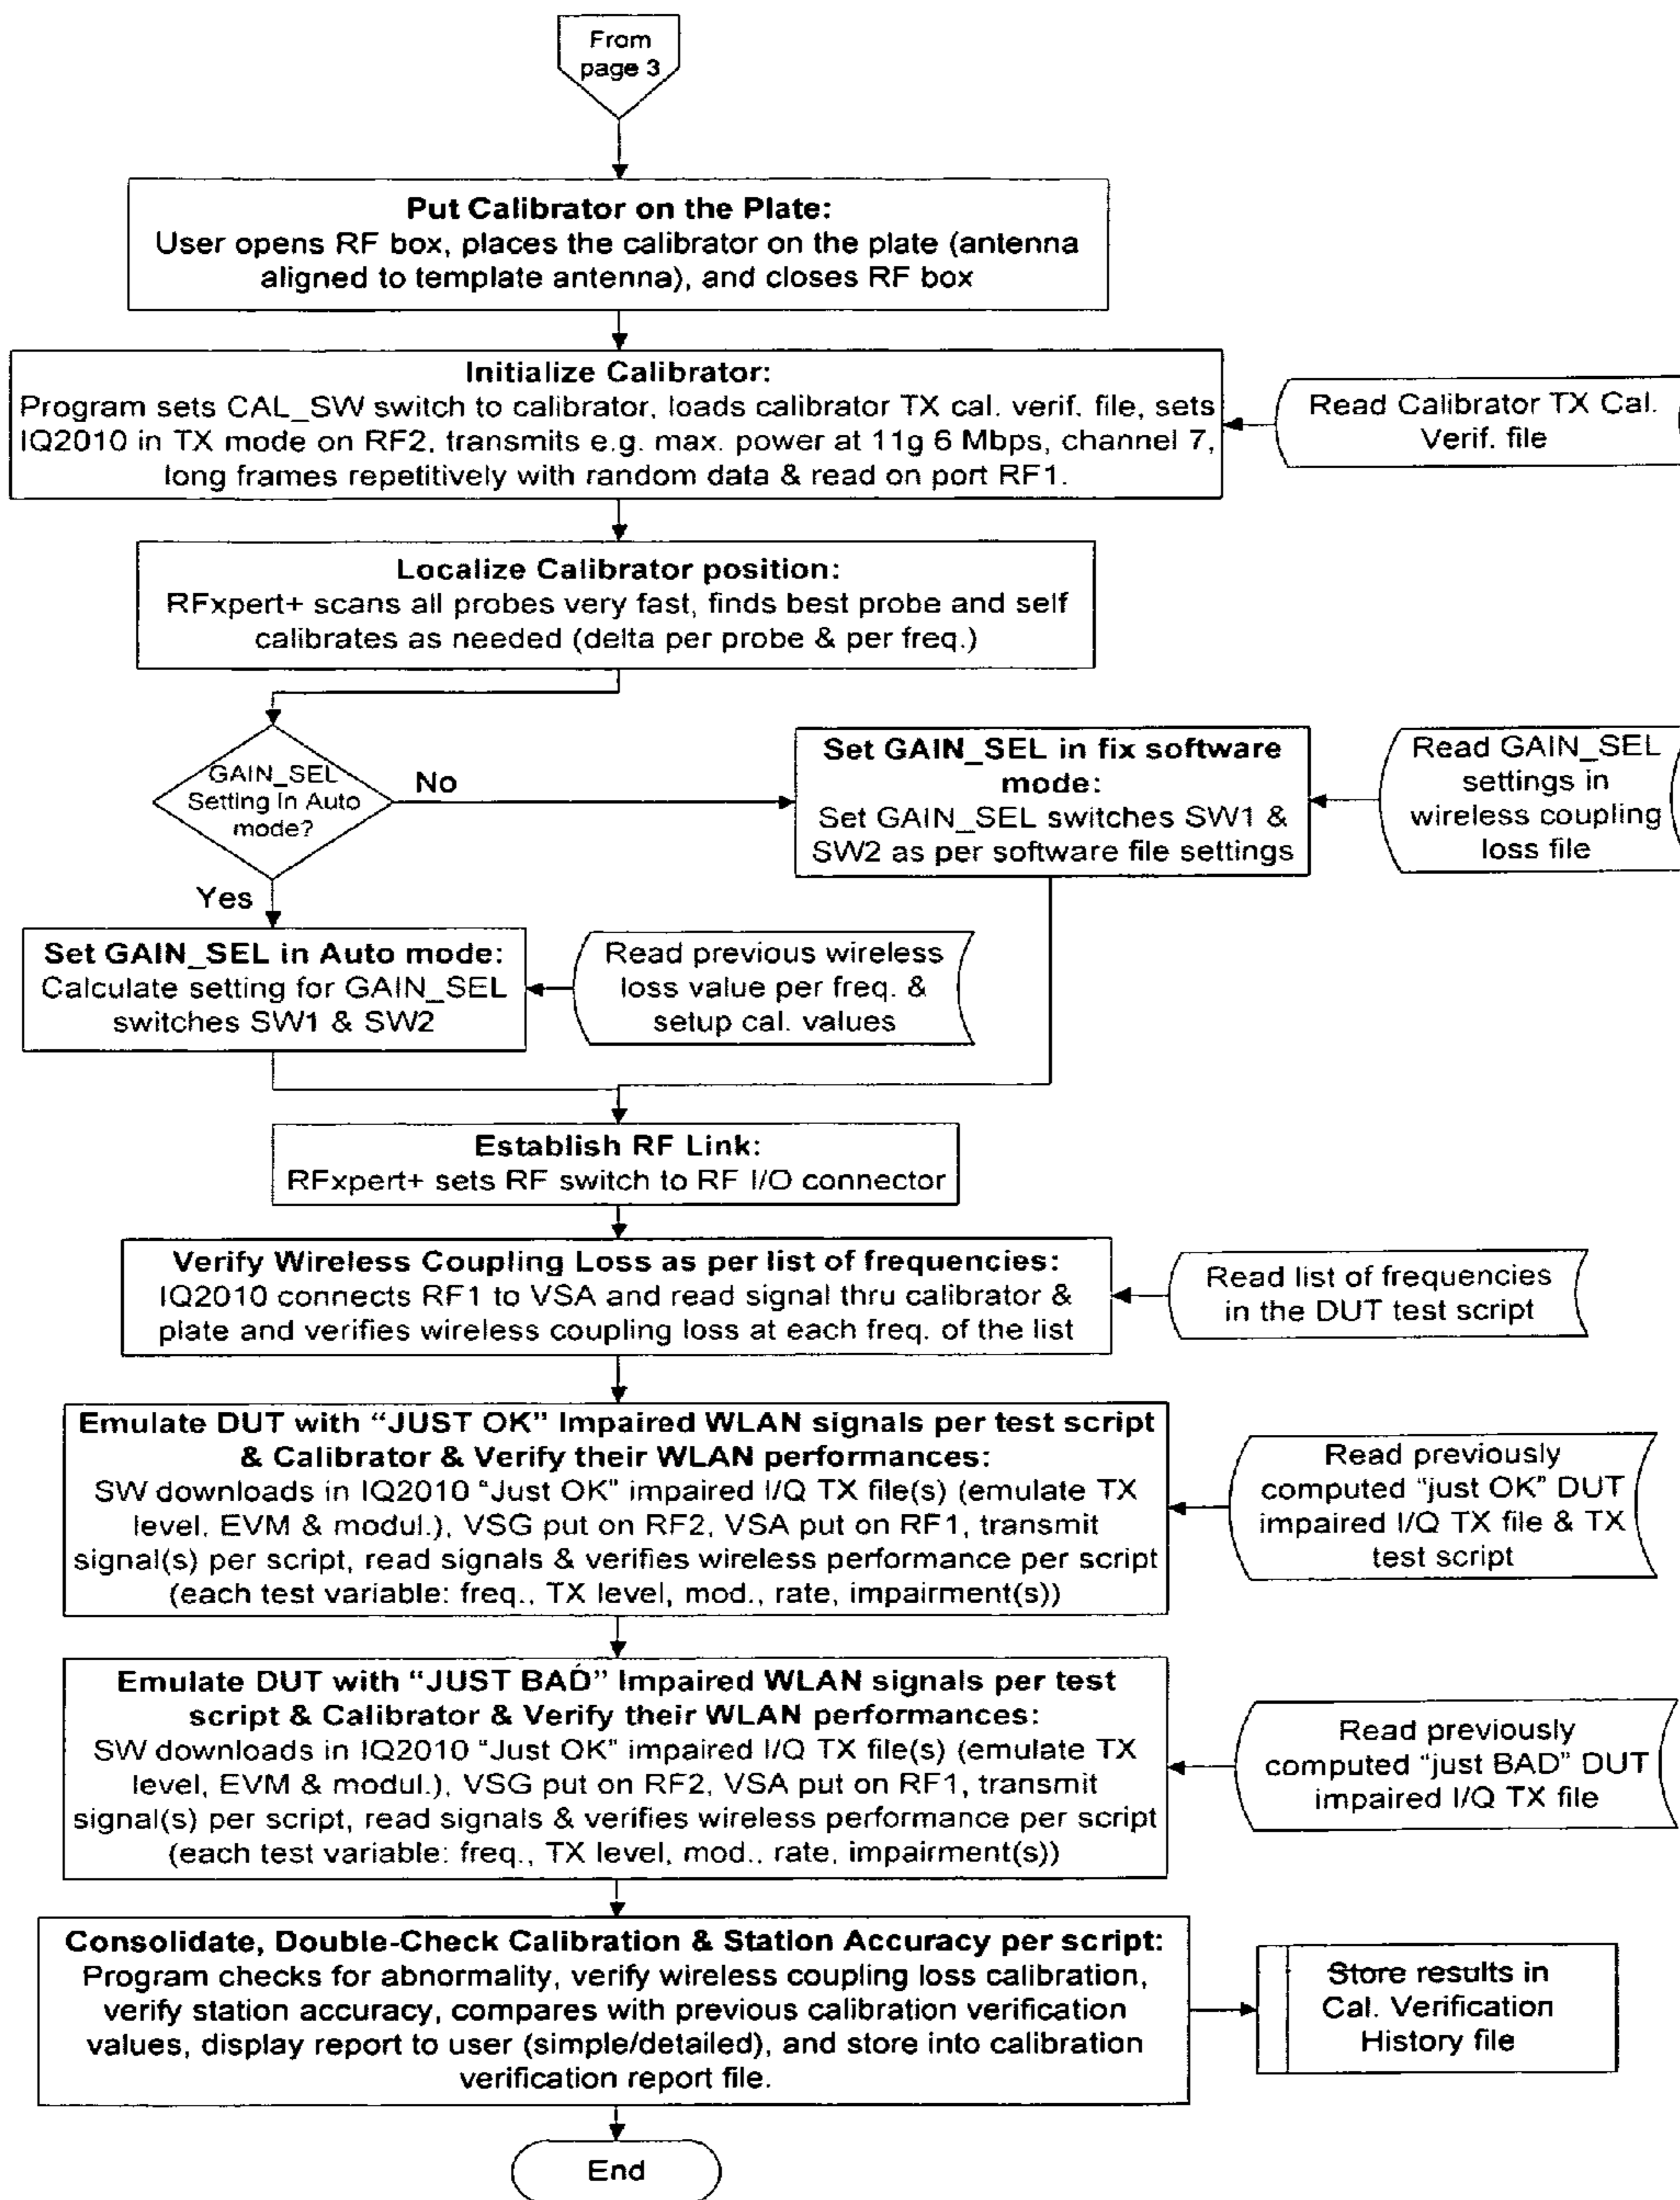 From
page 3
Put Calibrator on the Plate:
User opens RF box, places the calibrator on the plate (antenna
aligned to template antenna), and closes RF box
Initialize Calibrator:
Program sets CAL_SW switch to calibrator, loads calibrator TX cal. verif. file, sets
IQ2010 in TX mode on RF2, transmits e.g. max. power at 11g 6 Mbps, channel 7,
long frames repetitively with random data & read on port RF1.
Read Calibrator TX Cal.
Verif. file
Localize Calibrator position:
RFxpert+ scans all probes very fast, finds best probe and self
calibrates as needed (delta per probe & per freq.)
GAIN_SEL
Setting In Auto
mode?
No
Yes
Set GAIN_SEL in fix software
mode:
Set GAIN_SEL switches SW1 &
SW2 as per software file settings
Read GAIN_SEL
settings in
wireless coupling
loss file
Set GAIN_SEL in Auto mode:
Calculate setting for GAIN_SEL
switches SW1 & SW2
Read previous wireless
loss value per freq. &
setup cal. values
Establish RF Link:
RFxpert+ sets RF switch to RF I/O connector
Verify Wireless Coupling Loss as per list of frequencies:
IQ2010 connects RF1 to VSA and read signal thru calibrator &
plate and verifies wireless coupling loss at each freq. of the list
Read list of frequencies
in the DUT test script
Emulate DUT with “JUST OK” Impaired WLAN signals per test script
& Calibrator & Verify their WLAN performances:
SW downloads in IQ2010 “Just OK” impaired I/Q TX file(s) (emulate TX
level, EVM & modul.), VSG put on RF2, VSA put on RF1, transmit
signal(s) per script, read signals & verifies wireless performance per script
(each test variable: freq., TX level, mod., rate, impairment(s))
Read previously
computed “just OK” DUT
impaired I/Q TX file & TX
test script
Emulate DUT with “JUST BAD” Impaired WLAN signals per test
script & Calibrator & Verify their WLAN performances:
SW downloads in IQ2010 “Just OK” impaired I/Q TX file(s) (emulate TX
level, EVM & modul.), VSG put on RF2, VSA put on RF1, transmit
signal(s) per script, read signals & verifies wireless performance per script
(each test variable: freq., TX level, mod., rate, impairment(s))
Read previously
computed “just BAD” DUT
impaired I/Q TX file
Consolidate, Double-Check Calibration & Station Accuracy per script:
Program checks for abnormality, verify wireless coupling loss calibration,
verify station accuracy, compares with previous calibration verification
values, display report to user (simple/detailed), and store into calibration
verification report file.
Store results in
Cal. Verification
History file
End